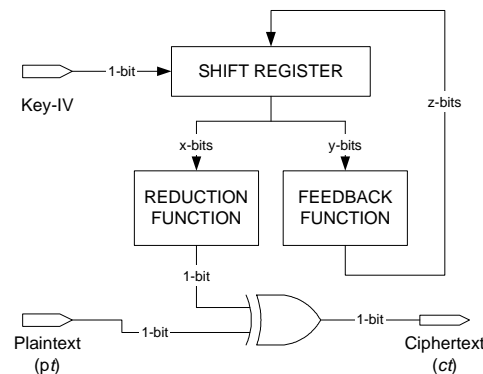 SHIFT REGISTER
1-bit
Key-IV
z-bits
x-bits
y-bits
REDUCTION
FUNCTION
FEEDBACK
FUNCTION
1-bit
1-bit
1-bit
Plaintext
(pt)
Ciphertext
(ct)